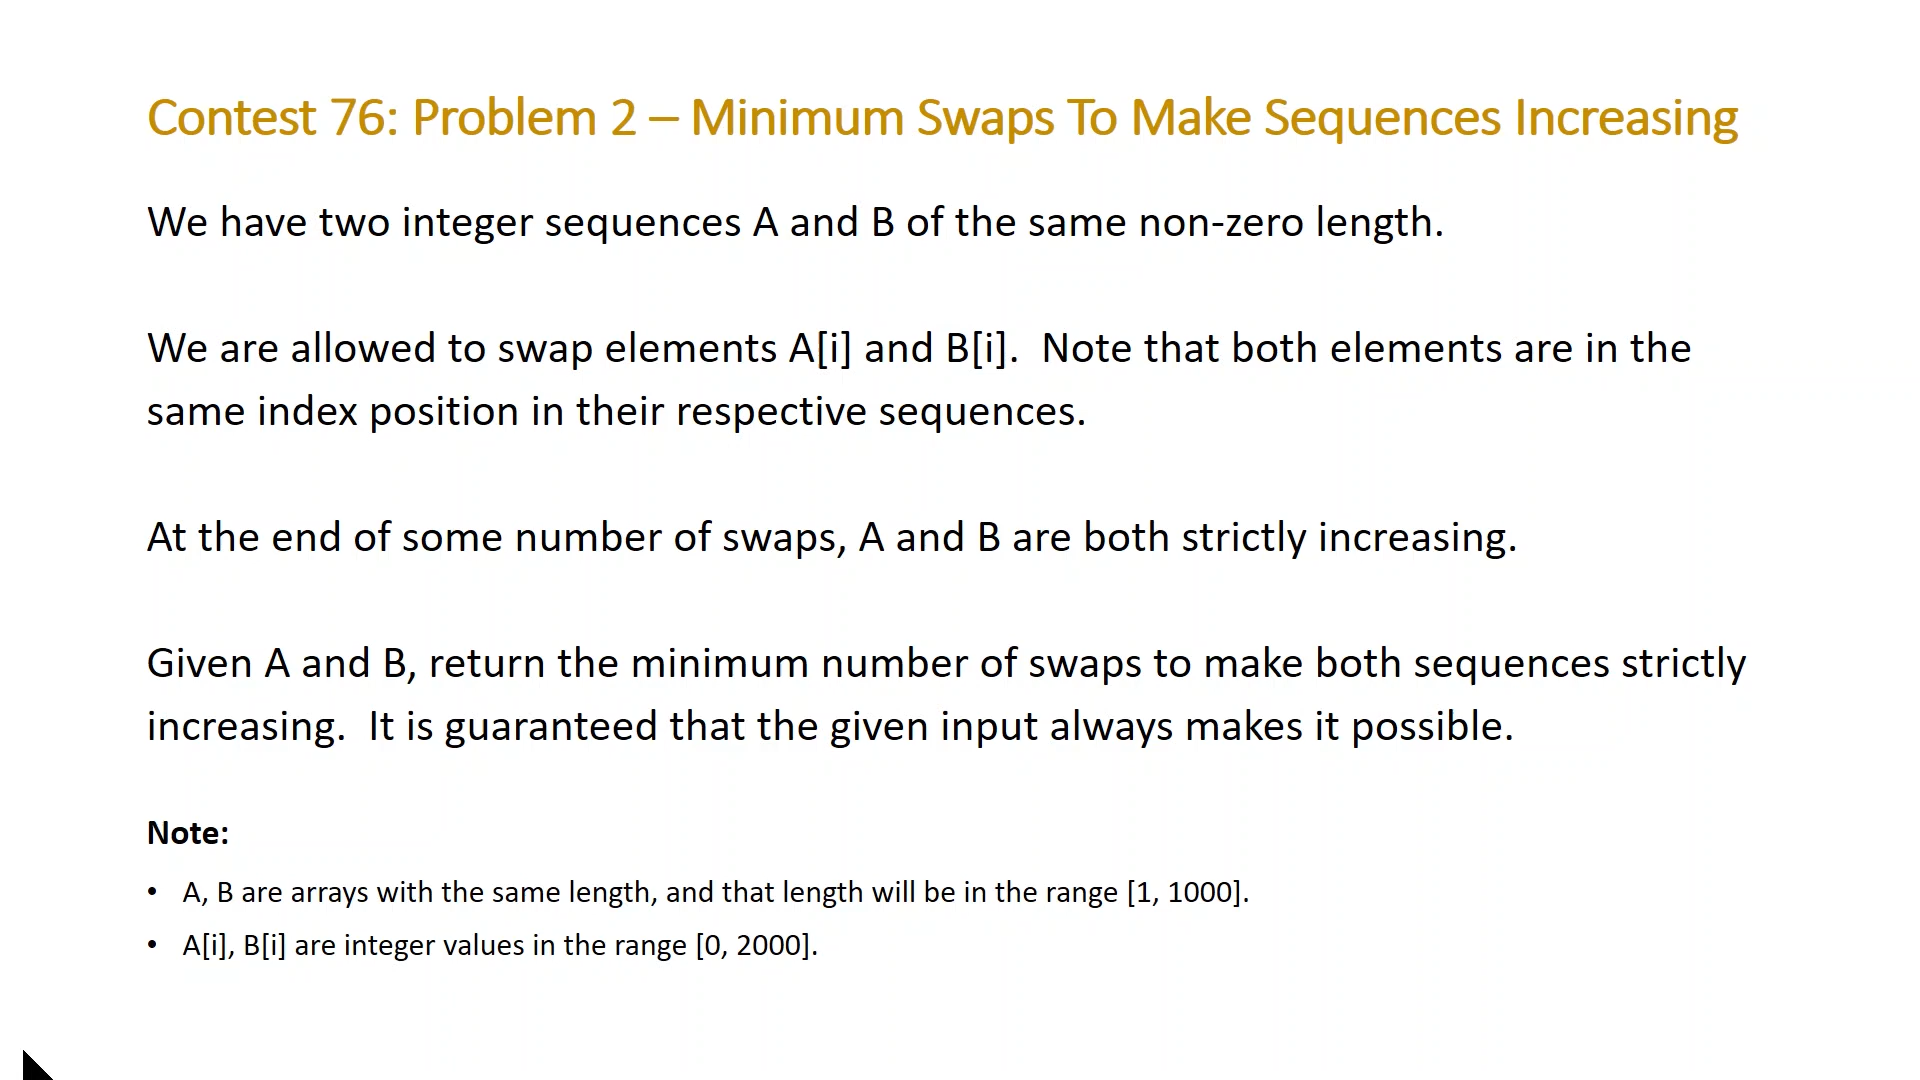 Contest 76: Problem 2 – Minimum Swaps To Make Sequences Increasing
We have two integer sequences A and B of the same non-zero length.
We are allowed to swap elements A[i] and B[i].  Note that both elements are in the
same index position in their respective sequences.
At the end of some number of swaps, A and B are both strictly increasing.
Given A and B, return the minimum number of swaps to make both sequences strictly
increasing.  It is guaranteed that the given input always makes it possible.
Note:
• A, B are arrays with the same length, and that length will be in the range [1, 1000].
• A[i], B[i] are integer values in the range [0, 2000].